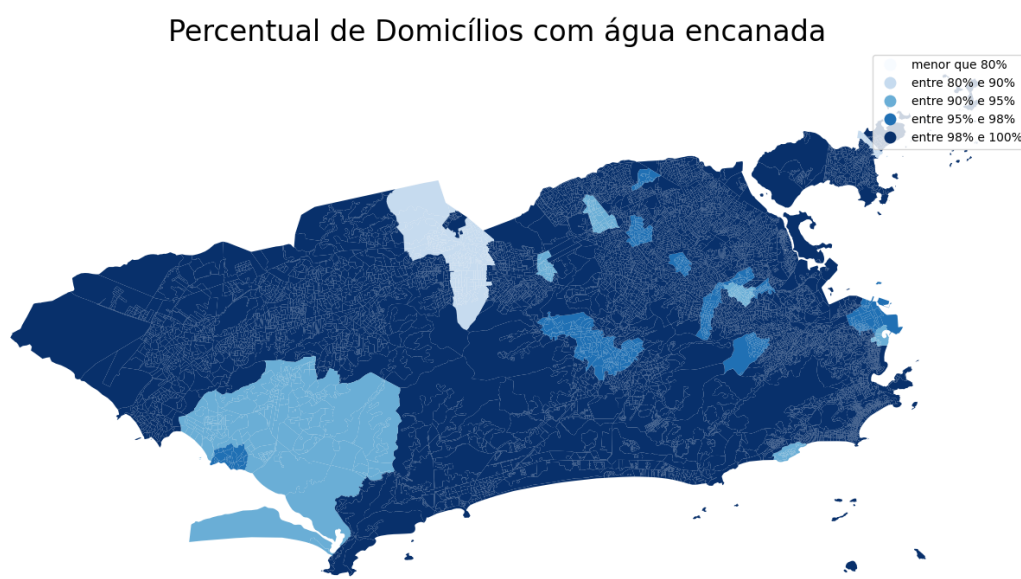 Percentual de Domicílios com água encanada
menor que 80%
entre 80% e 90%
entre 90% e 95%
entre 95% e 98%
entre 98% e 100%